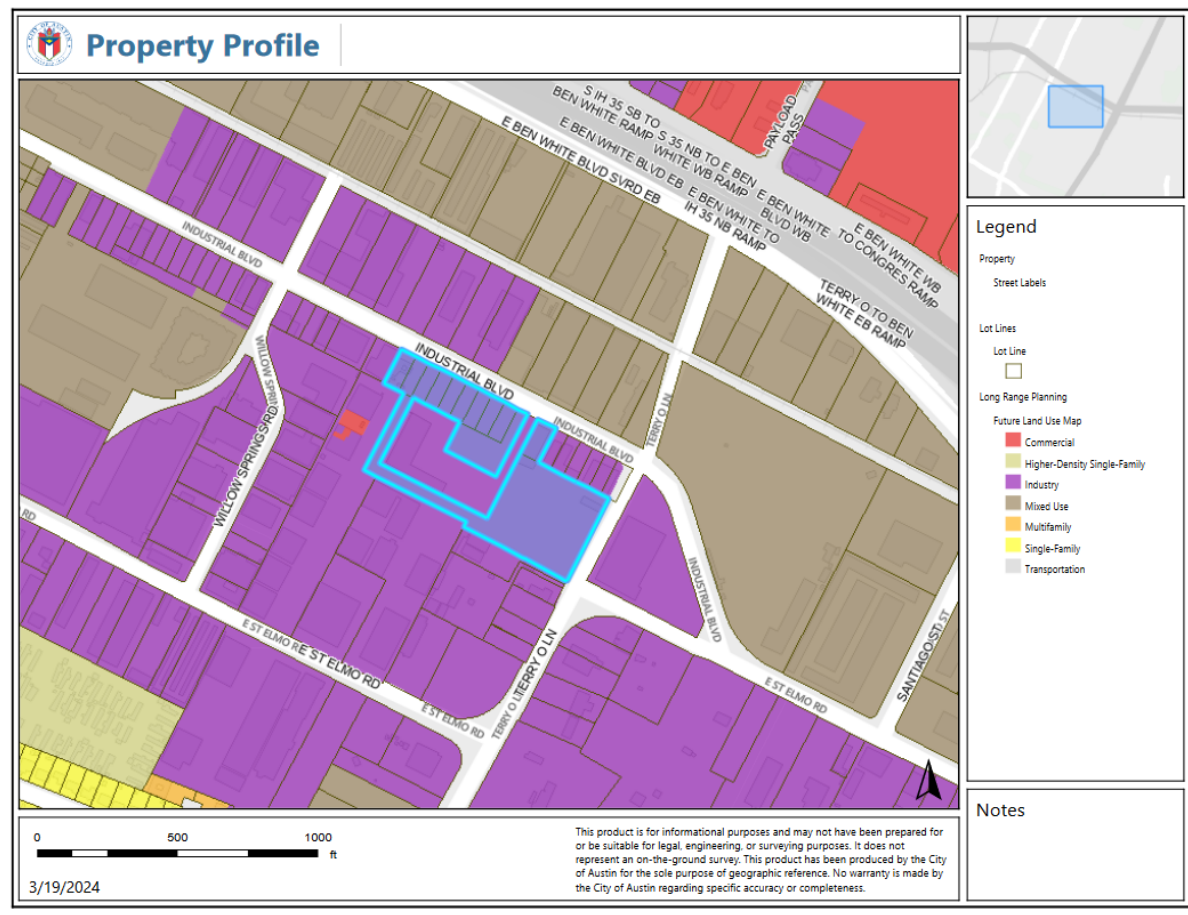 CITY OF AUSTIN
Property Profile
S IH 35 SB TO
BEN WHITE RAMP
S 35 NB TO E BEN
WHITE WB RAMP
PAYLOAD
PASS
E BEN WHITE BLVD SVRD EB
E BEN WHITE BLVD EB
E BEN WHITE TO
IH 35 NB RAMP
E BEN WHITE
BLVD WB
TO CONGRES RAMP
E BEN WHITE WB
TERRY O TO BEN
WHITE EB RAMP
INDUSTRIAL BLVD
INDUSTRIAL BLVD
INDUSTRIAL BLVD
TERRY O LN
WILLOW SPRIN
WILLOW SPRINGS RD
RD
INDUSTRIAL BLVD
E ST ELMO R
E ST ELMO RD
E ST ELMO RD
TERRY O L
TERRY O LN
E ST ELMO RD
SANTIAGO ST
ST
Legend
Property
Street Labels
Lot Lines
Lot Line
Long Range Planning
Future Land Use Map
Commercial
Higher-Density Single-Family
Industry
Mixed Use
Multifamily
Single-Family
Transportation
Notes
0 500 1000
ft
3/19/2024
This product is for informational purposes and may not have been prepared for
or be suitable for legal, engineering, or surveying purposes. It does not
represent an on-the-ground survey. This product has been produced by the City
of Austin for the sole purpose of geographic reference. No warranty is made by
the City of Austin regarding specific accuracy or completeness.